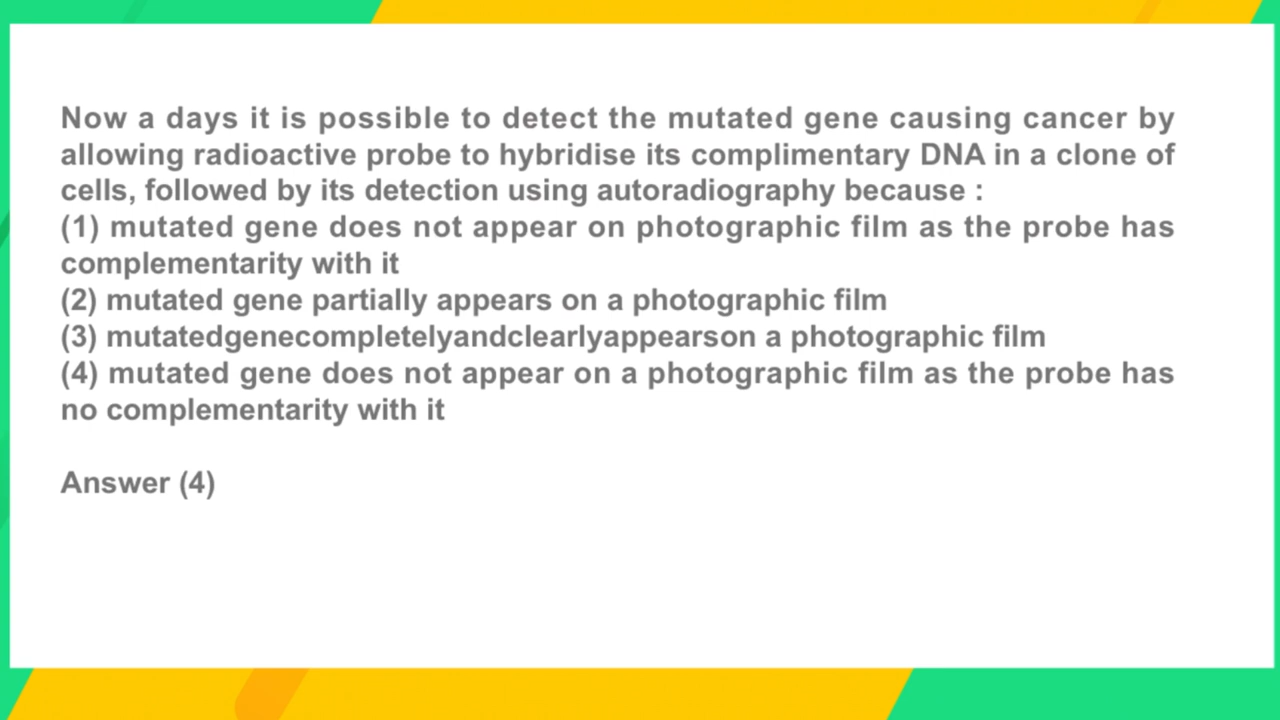 Now a days it is possible to detect the mutated gene causing cancer by
allowing radioactive probe to hybridise its complimentary DNA in a clone of
cells, followed by its detection using autoradiography because :
(1) mutated gene does not appear on photographic film as the probe has
complementarity with it
(2) mutated gene partially appears on a photographic film
(3) mutatedgenecompletelyandclearlyappearson a photographic film
(4) mutated gene does not appear on a photographic film as the probe has
no complementarity with it
Answer (4)